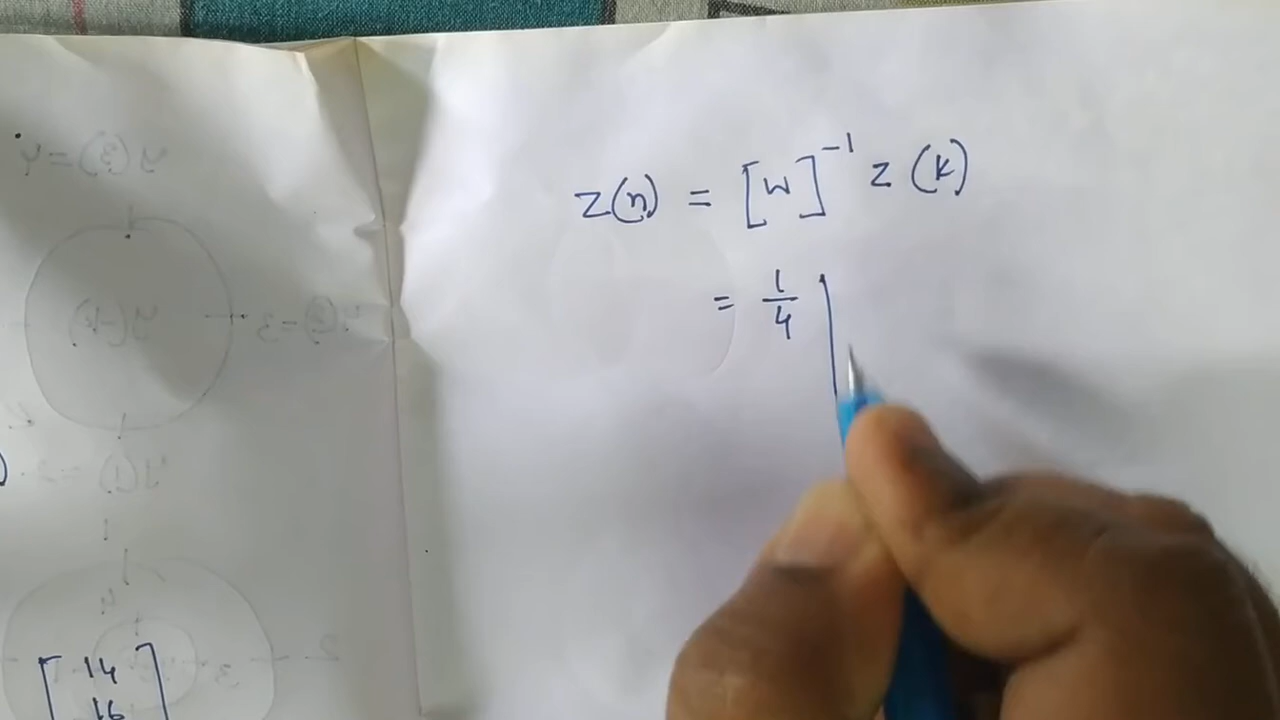 z(n) = [W]⁻¹ z(k)
= 1/4
[14
16]